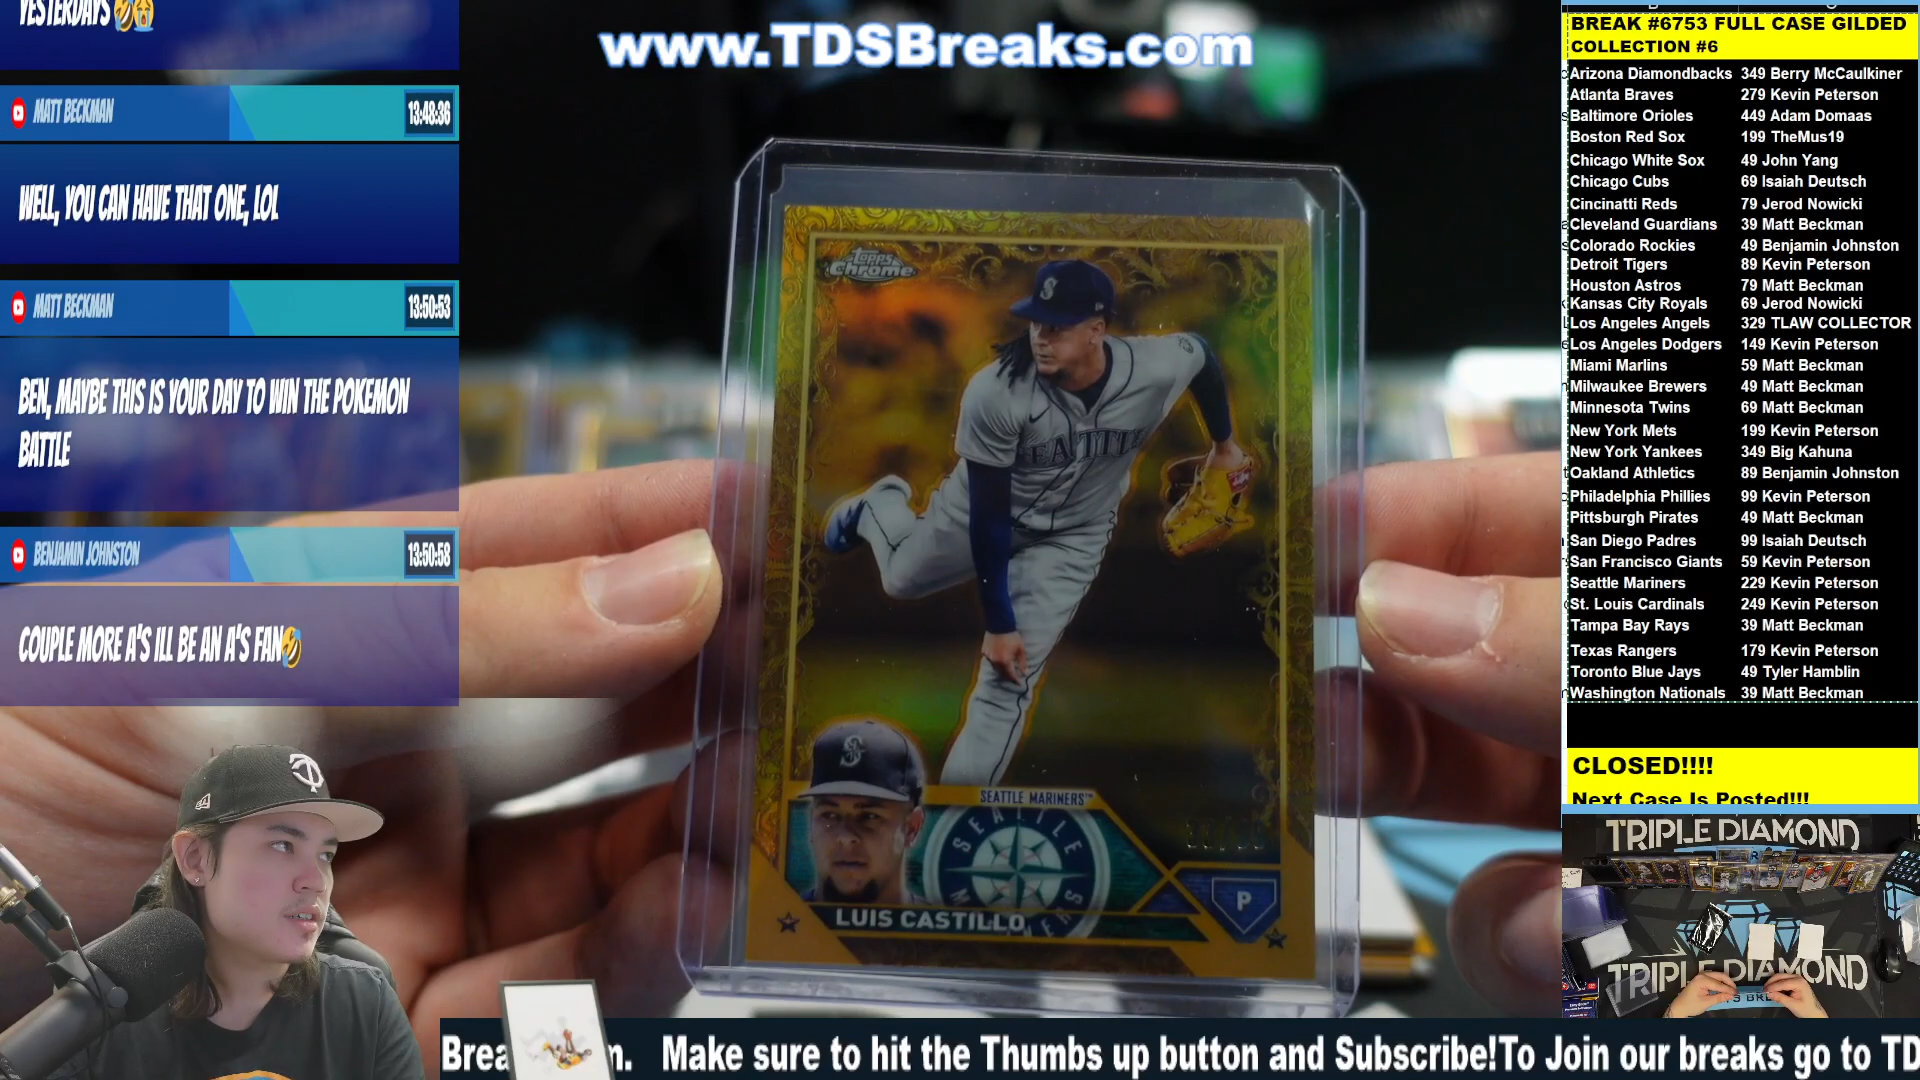 YESTERDAYS🤣😭
MATT BECKMAN
13:48:36
WELL, YOU CAN HAVE THAT ONE, LOL
MATT BECKMAN
13:50:53
BEN, MAYBE THIS IS YOUR DAY TO WIN THE POKEMON
BATTLE
BENJAMIN JOHNSTON
13:50:58
COUPLE MORE A'S ILL BE AN A'S FAN🤣
www.TDSBreaks.com
Topps
Chrome
S
SEATTLE
SEATTLE MARINERS™
S
SEATTLE
MARINERS
P
LUIS CASTILLO
BREAK #6753 FULL CASE GILDED
COLLECTION #6
Arizona Diamondbacks 349 Berry McCaulkiner
Atlanta Braves 279 Kevin Peterson
Baltimore Orioles 449 Adam Domaas
Boston Red Sox 199 TheMus19
Chicago White Sox 49 John Yang
Chicago Cubs 69 Isaiah Deutsch
Cincinatti Reds 79 Jerod Nowicki
Cleveland Guardians 39 Matt Beckman
Colorado Rockies 49 Benjamin Johnston
Detroit Tigers 89 Kevin Peterson
Houston Astros 79 Matt Beckman
Kansas City Royals 69 Jerod Nowicki
Los Angeles Angels 329 TLAW COLLECTOR
Los Angeles Dodgers 149 Kevin Peterson
Miami Marlins 59 Matt Beckman
Milwaukee Brewers 49 Matt Beckman
Minnesota Twins 69 Matt Beckman
New York Mets 199 Kevin Peterson
New York Yankees 349 Big Kahuna
Oakland Athletics 89 Benjamin Johnston
Philadelphia Phillies 99 Kevin Peterson
Pittsburgh Pirates 49 Matt Beckman
San Diego Padres 99 Isaiah Deutsch
San Francisco Giants 59 Kevin Peterson
Seattle Mariners 229 Kevin Peterson
St. Louis Cardinals 249 Kevin Peterson
Tampa Bay Rays 39 Matt Beckman
Texas Rangers 179 Kevin Peterson
Toronto Blue Jays 49 Tyler Hamblin
Washington Nationals 39 Matt Beckman
CLOSED!!!!
Next Case Is Posted!!!
TRIPLE DIAMOND
TRIPLE DIAMOND
TC
Brea m. Make sure to hit the Thumbs up button and Subscribe!To Join our breaks go to TD